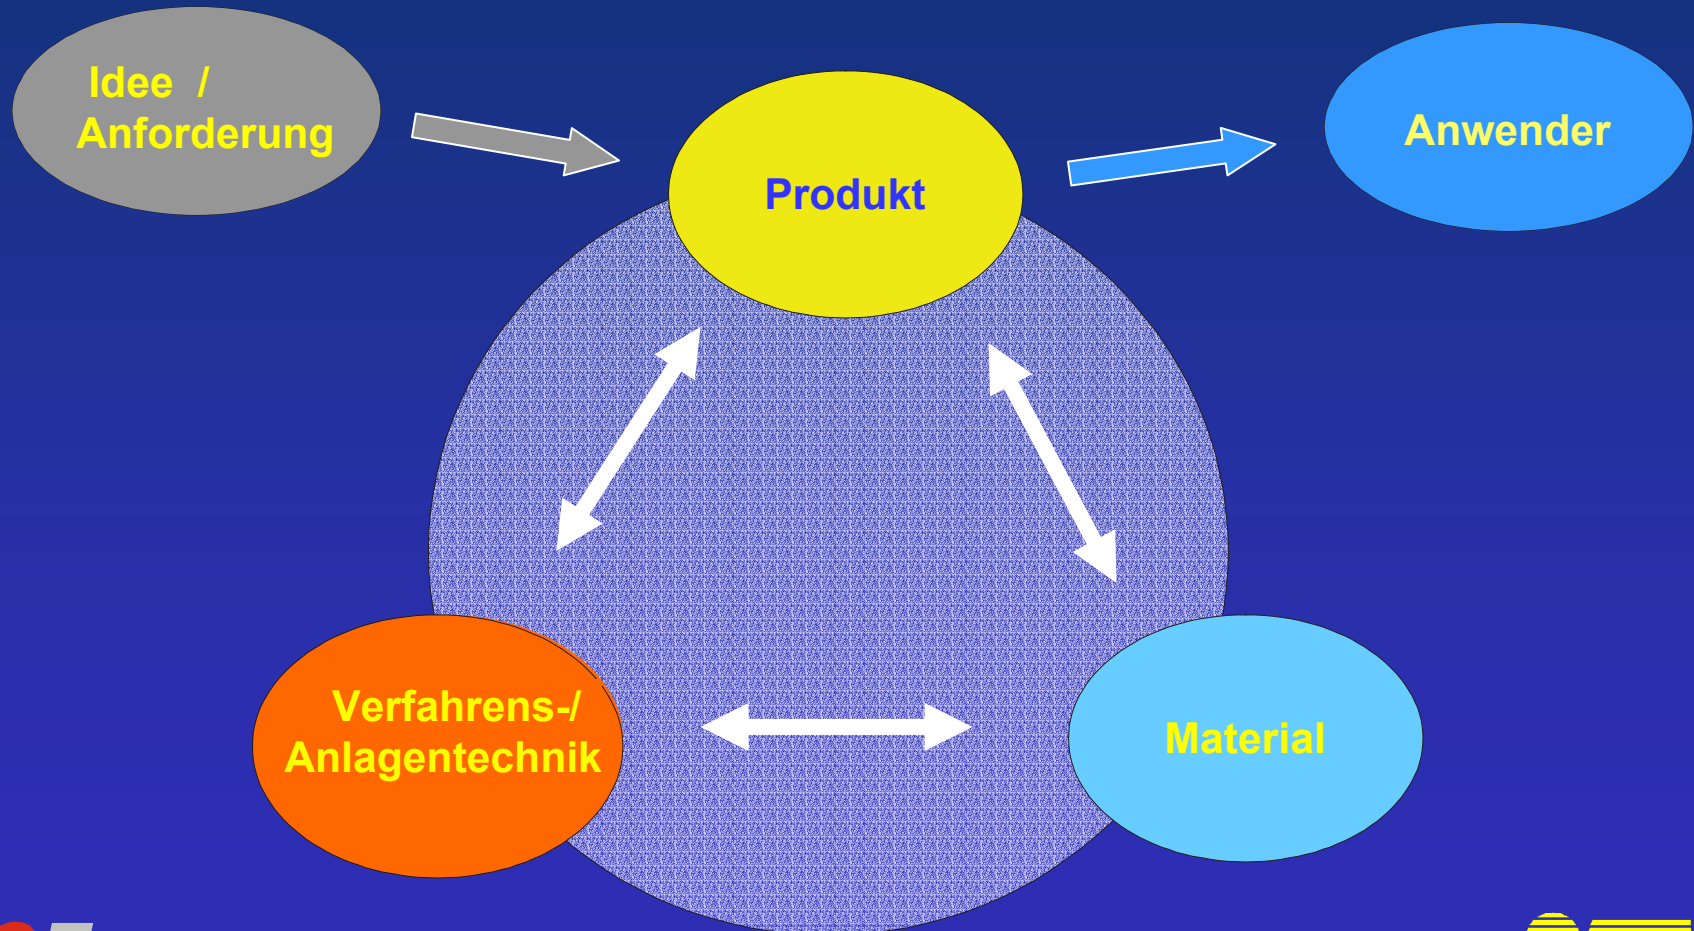 Idee /
Anforderung
Produkt
Anwender
Verfahrens-/
Anlagentechnik
Material